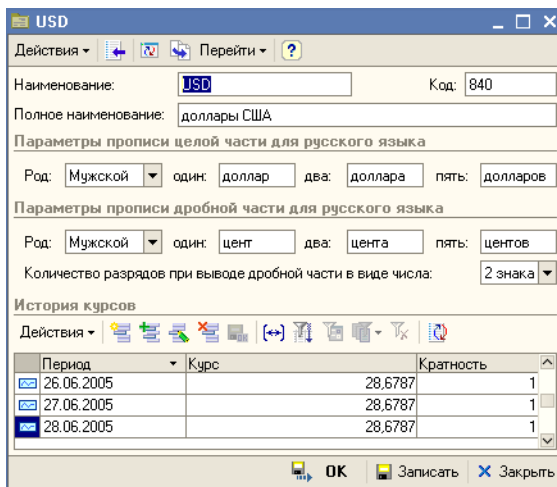 USD
Действия Перейти ?
Наименование: USD Код: 840
Полное наименование: доллары США
Параметры прописи целой части для русского языка
Род: Мужской один: доллар два: доллара пять: долларов
Параметры прописи дробной части для русского языка
Род: Мужской один: цент два: цента пять: центов
Количество разрядов при выводе дробной части в виде числа: 2 знака
История курсов
Действия
Период Курс Кратность
26.06.2005 28,6787 1
27.06.2005 28,6787 1
28.06.2005 28,6787 1
OK Записать Закрыть